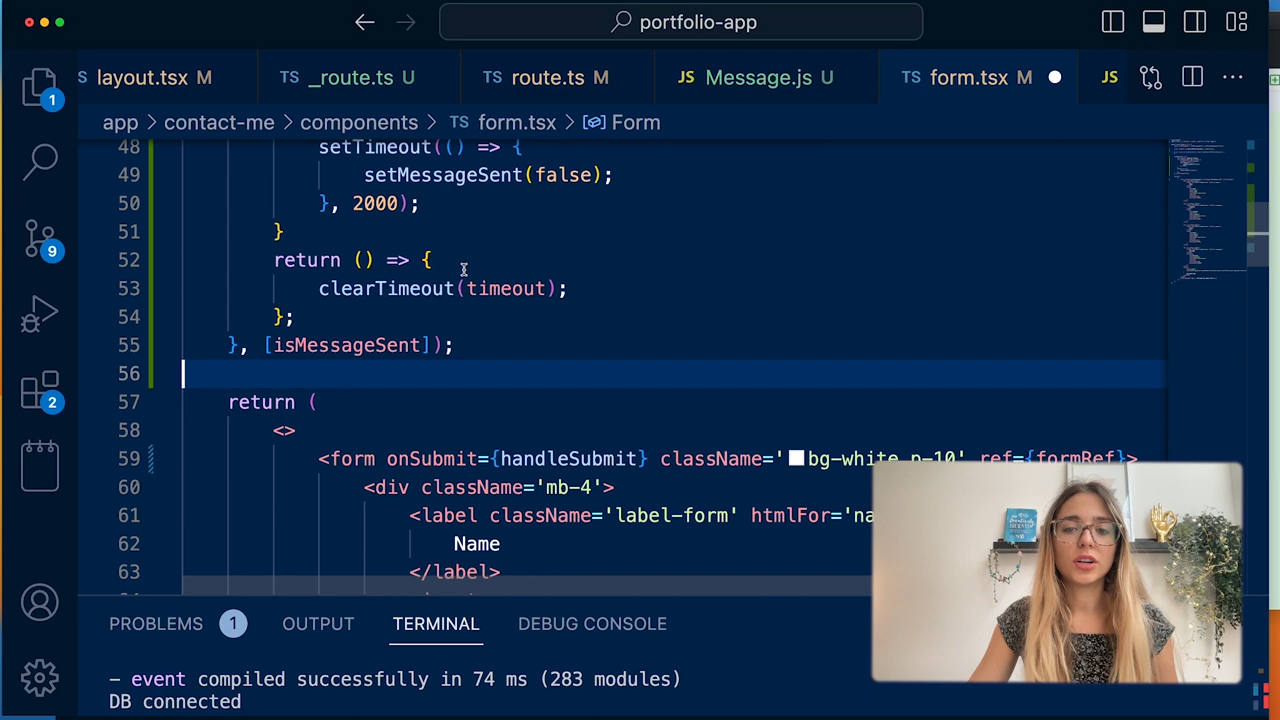 portfolio-app
layout.tsx M TS _route.ts U TS route.ts M JS Message.js U TS form.tsx M JS
1
app > contact-me > components > TS form.tsx > Form
48 setTimeout(() => {
49 setMessageSent(false);
50 }, 2000);
51 }
52 return () => {
53 clearTimeout(timeout);
54 };
55 }, [isMessageSent]);
56
57 return (
58 <>
59 <form onSubmit={handleSubmit} className='bg-white p-10' ref={formRef}>
60 <div className='mb-4'>
61 <label className='label-form' htmlFor='na
62 Name
63 </label>
9
2
PROBLEMS 1 OUTPUT TERMINAL DEBUG CONSOLE
– event compiled successfully in 74 ms (283 modules)
DB connected